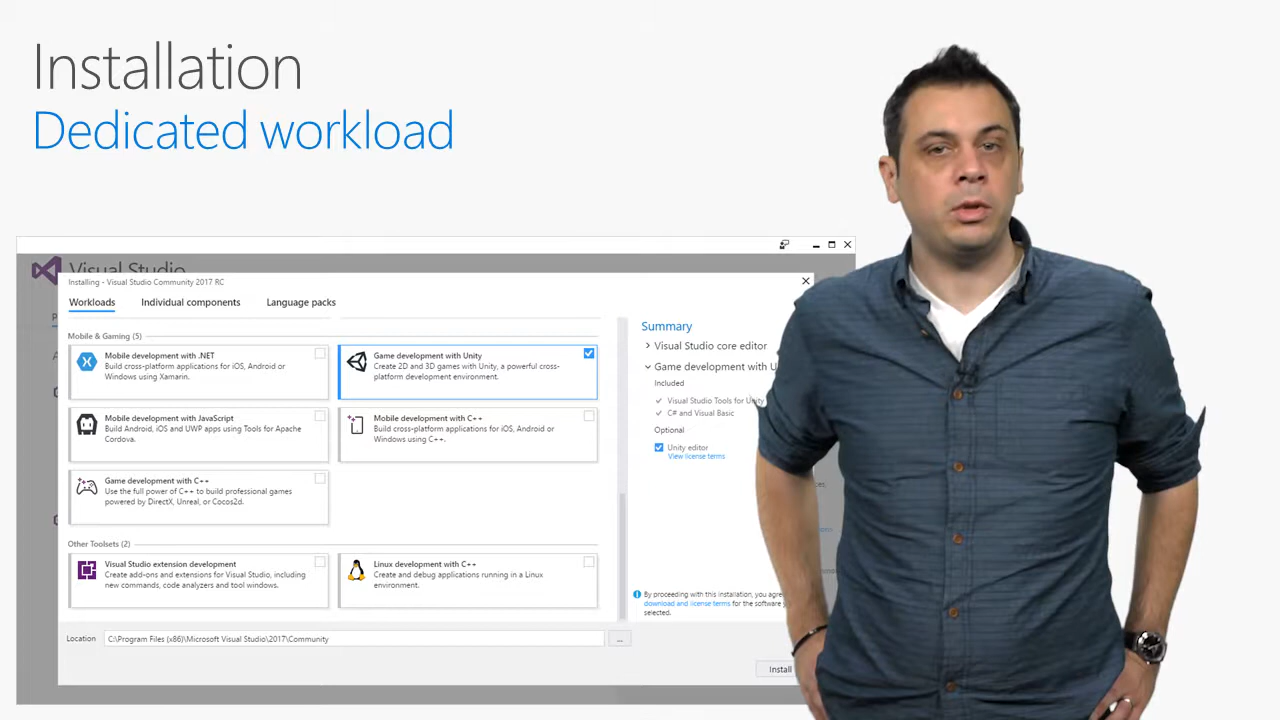 Installation
Dedicated workload
Visual Studio
Installing - Visual Studio Community 2017 RC
Workloads
Individual components
Language packs
Mobile & Gaming (5)
Mobile development with .NET
Build cross-platform applications for iOS, Android or
Windows using Xamarin.
Game development with Unity
Create 2D and 3D games with Unity, a powerful cross-
platform development environment.
Mobile development with JavaScript
Build Android, iOS and UWP apps using Tools for Apache
Cordova.
Mobile development with C++
Build cross-platform applications for iOS, Android or
Windows using C++.
Game development with C++
Use the full power of C++ to build professional games
powered by DirectX, Unreal, or Cocos2d.
Other Toolsets (2)
Visual Studio extension development
Create add-ons and extensions for Visual Studio, including
new commands, code analyzers and tool windows.
Linux development with C++
Create and debug applications running in a Linux
environment.
Summary
Visual Studio core editor
Game development with U
Included
Visual Studio Tools for Unity
C# and Visual Basic
Optional
Unity editor
View license terms
By proceeding with this installation, you agree
download and license terms for the software y
selected.
Location
C:\Program Files (x86)\Microsoft Visual Studio\2017\Community
...
Install